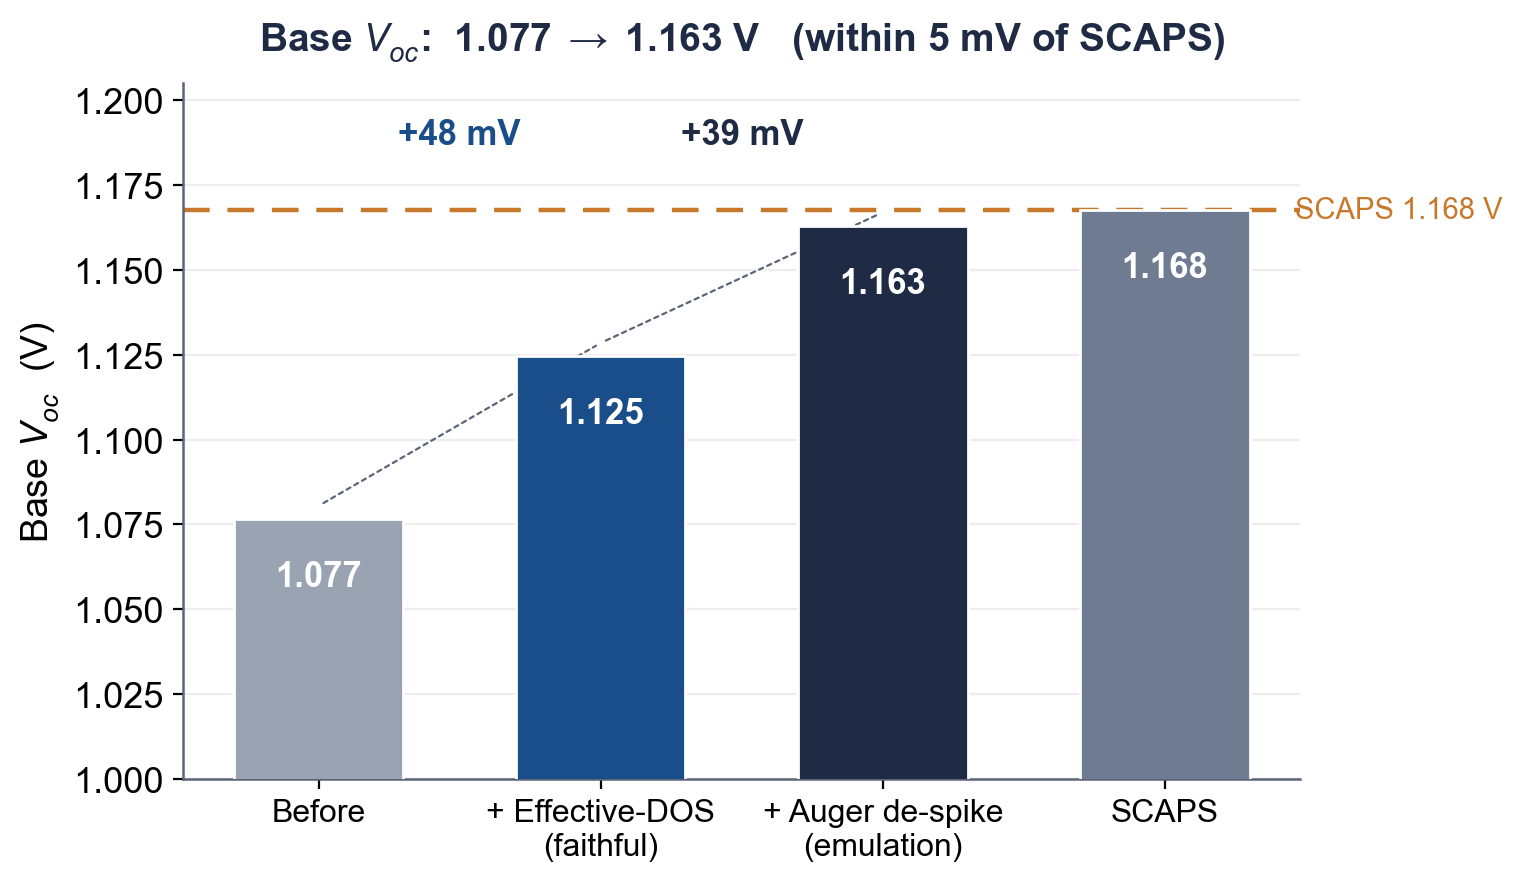 Base Voc: 1.077 → 1.163 V (within 5 mV of SCAPS)
1.200
+48 mV
+39 mV
1.175
SCAPS 1.168 V
1.150
1.163
1.168
1.125
1.125
1.100
1.075
1.077
1.050
1.025
1.000
Base Voc (V)
Before
+ Effective-DOS
(faithful)
+ Auger de-spike
(emulation)
SCAPS